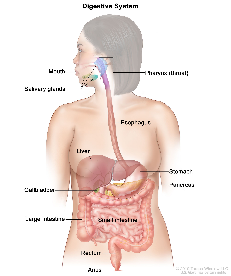 Digestive System
Mouth
Pharynx (throat)
Salivary glands
Esophagus
Liver
Stomach
Gallbladder
Pancreas
Large intestine
Small intestine
Rectum
Anus